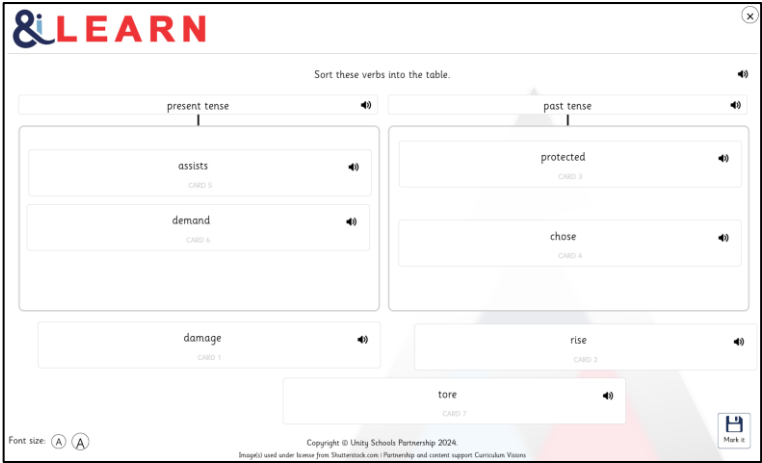 &i LEARN
Sort these verbs into the table.
present tense
past tense
assists
CARD 5
demand
CARD 6
protected
CARD 3
chose
CARD 4
damage
CARD 1
rise
CARD 2
tore
CARD 7
Font size: A A
Copyright © Unity Schools Partnership 2024.
Image(s) used under license from Shutterstock.com | Partnership and content support Curriculum Visions
Mark it